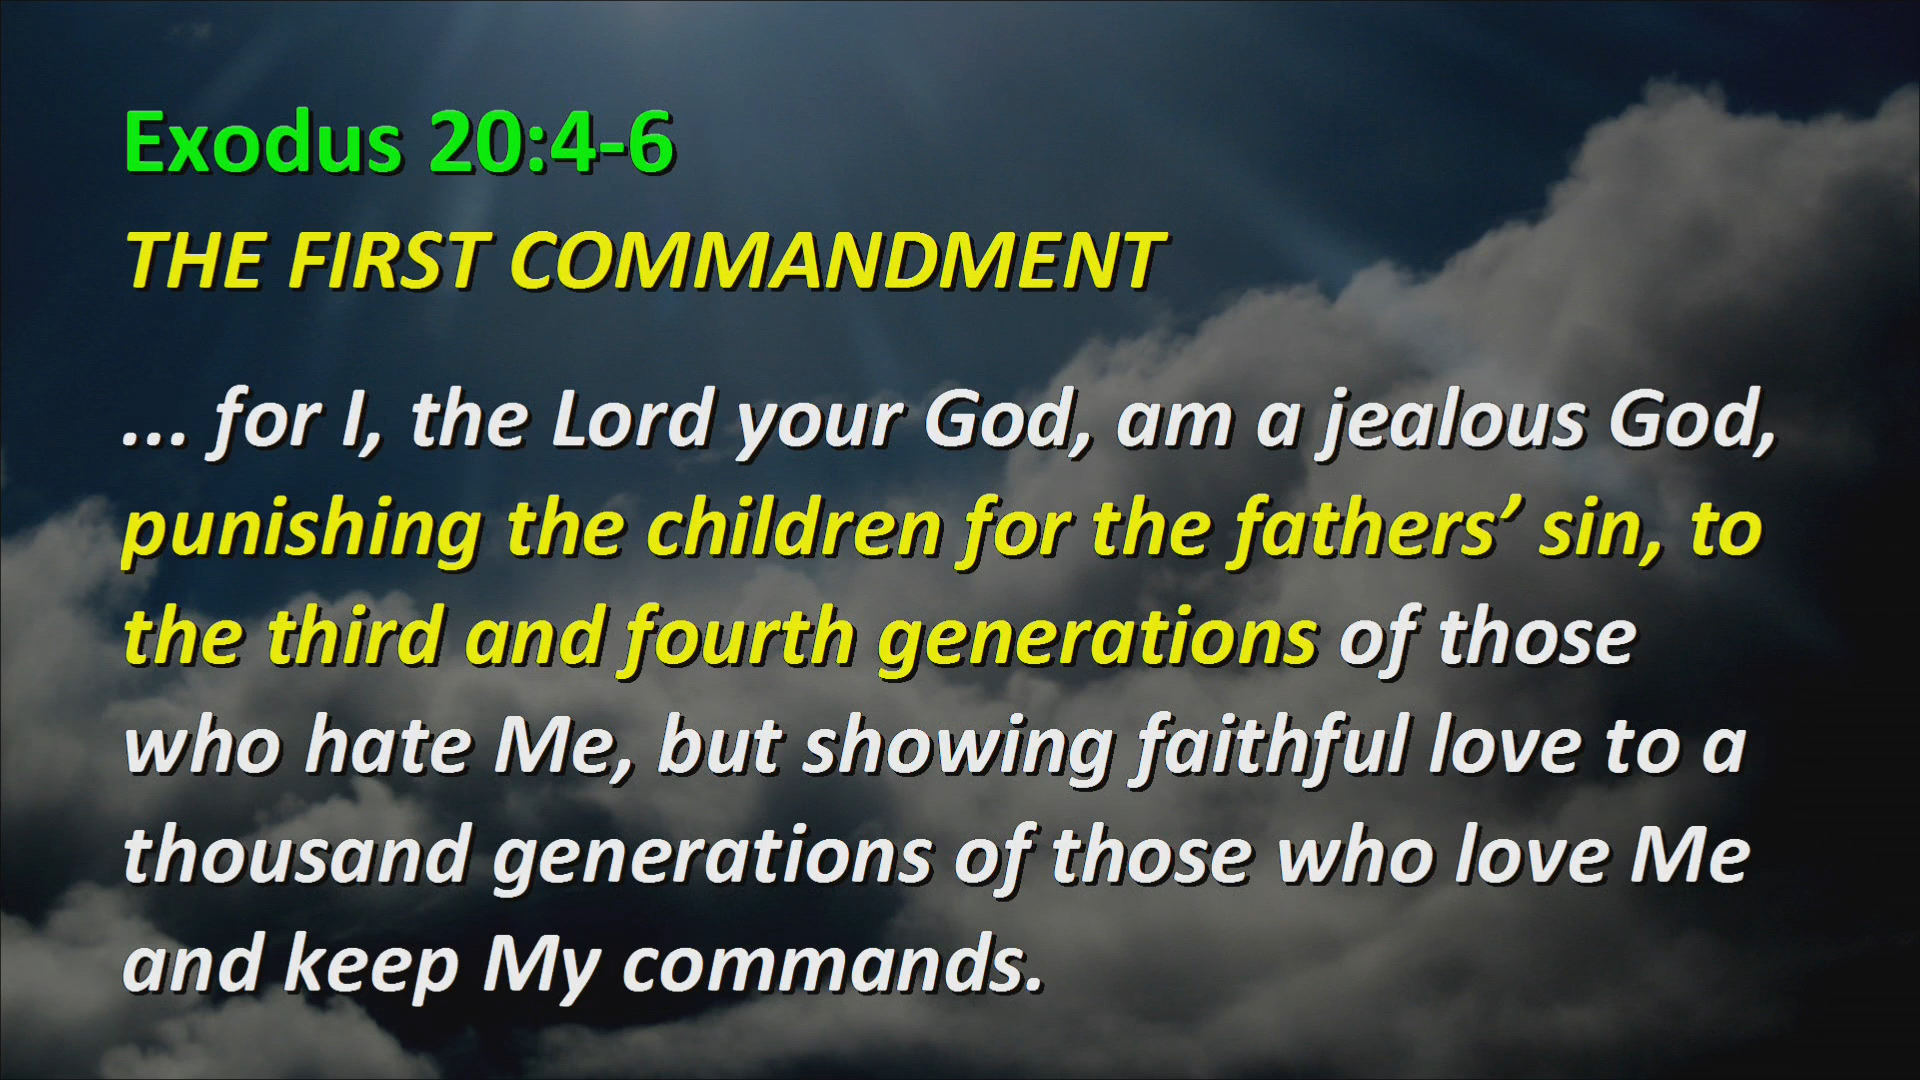 Exodus 20:4-6
THE FIRST COMMANDMENT
... for I, the Lord your God, am a jealous God,
punishing the children for the fathers’ sin, to
the third and fourth generations of those
who hate Me, but showing faithful love to a
thousand generations of those who love Me
and keep My commands.